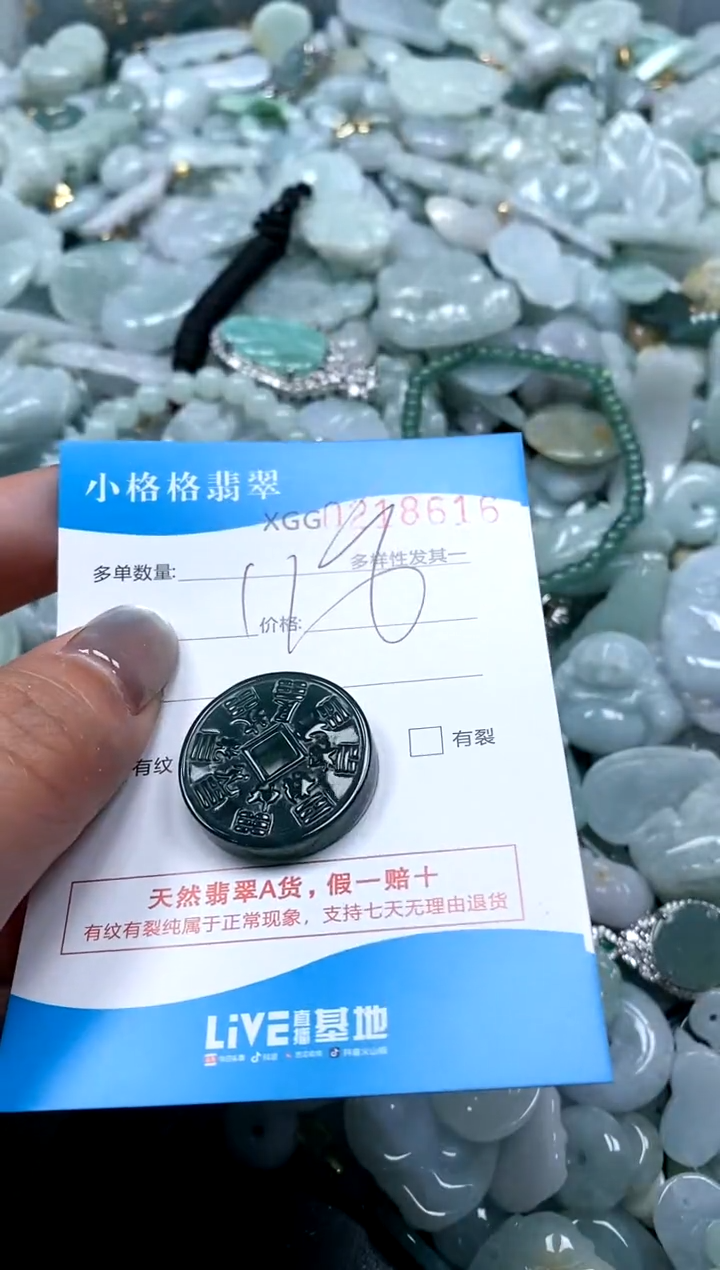 小格格翡翠
XGG0218616
多单数量:
多样性发其一
价格:
有纹
有裂
天然翡翠A货，假一赔十
有纹有裂纯属于正常现象，支持七天无理由退货
LiVE直播基地